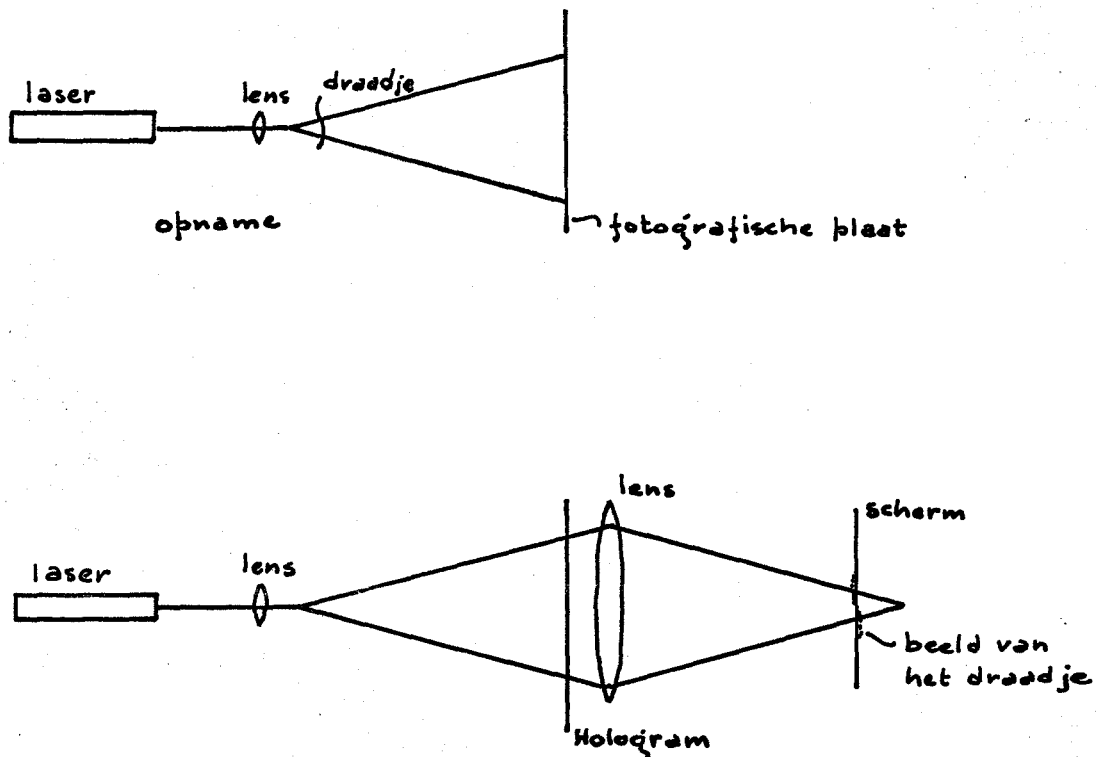 laser
lens
draadje
opname
fotografische plaat
lens
scherm
laser
lens
beeld van
het draadje
Hologram